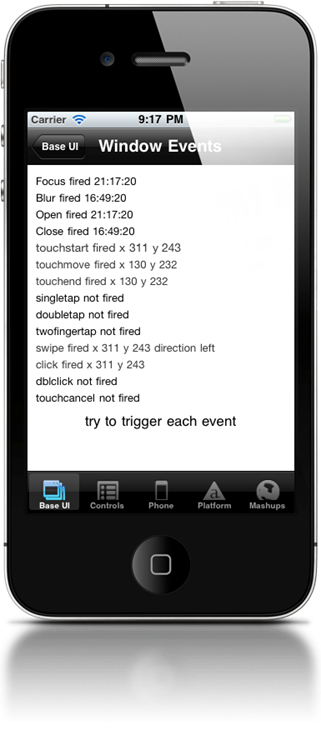 Carrier 9:17 PM
Base UI Window Events
Focus fired 21:17:20
Blur fired 16:49:20
Open fired 21:17:20
Close fired 16:49:20
touchstart fired x 311 y 243
touchmove fired x 130 y 232
touchend fired x 130 y 232
singletap not fired
doubletap not fired
twofingertap not fired
swipe fired x 311 y 243 direction left
click fired x 311 y 243
dblclick not fired
touchcancel not fired
try to trigger each event
Base UI Controls Phone Platform Mashups